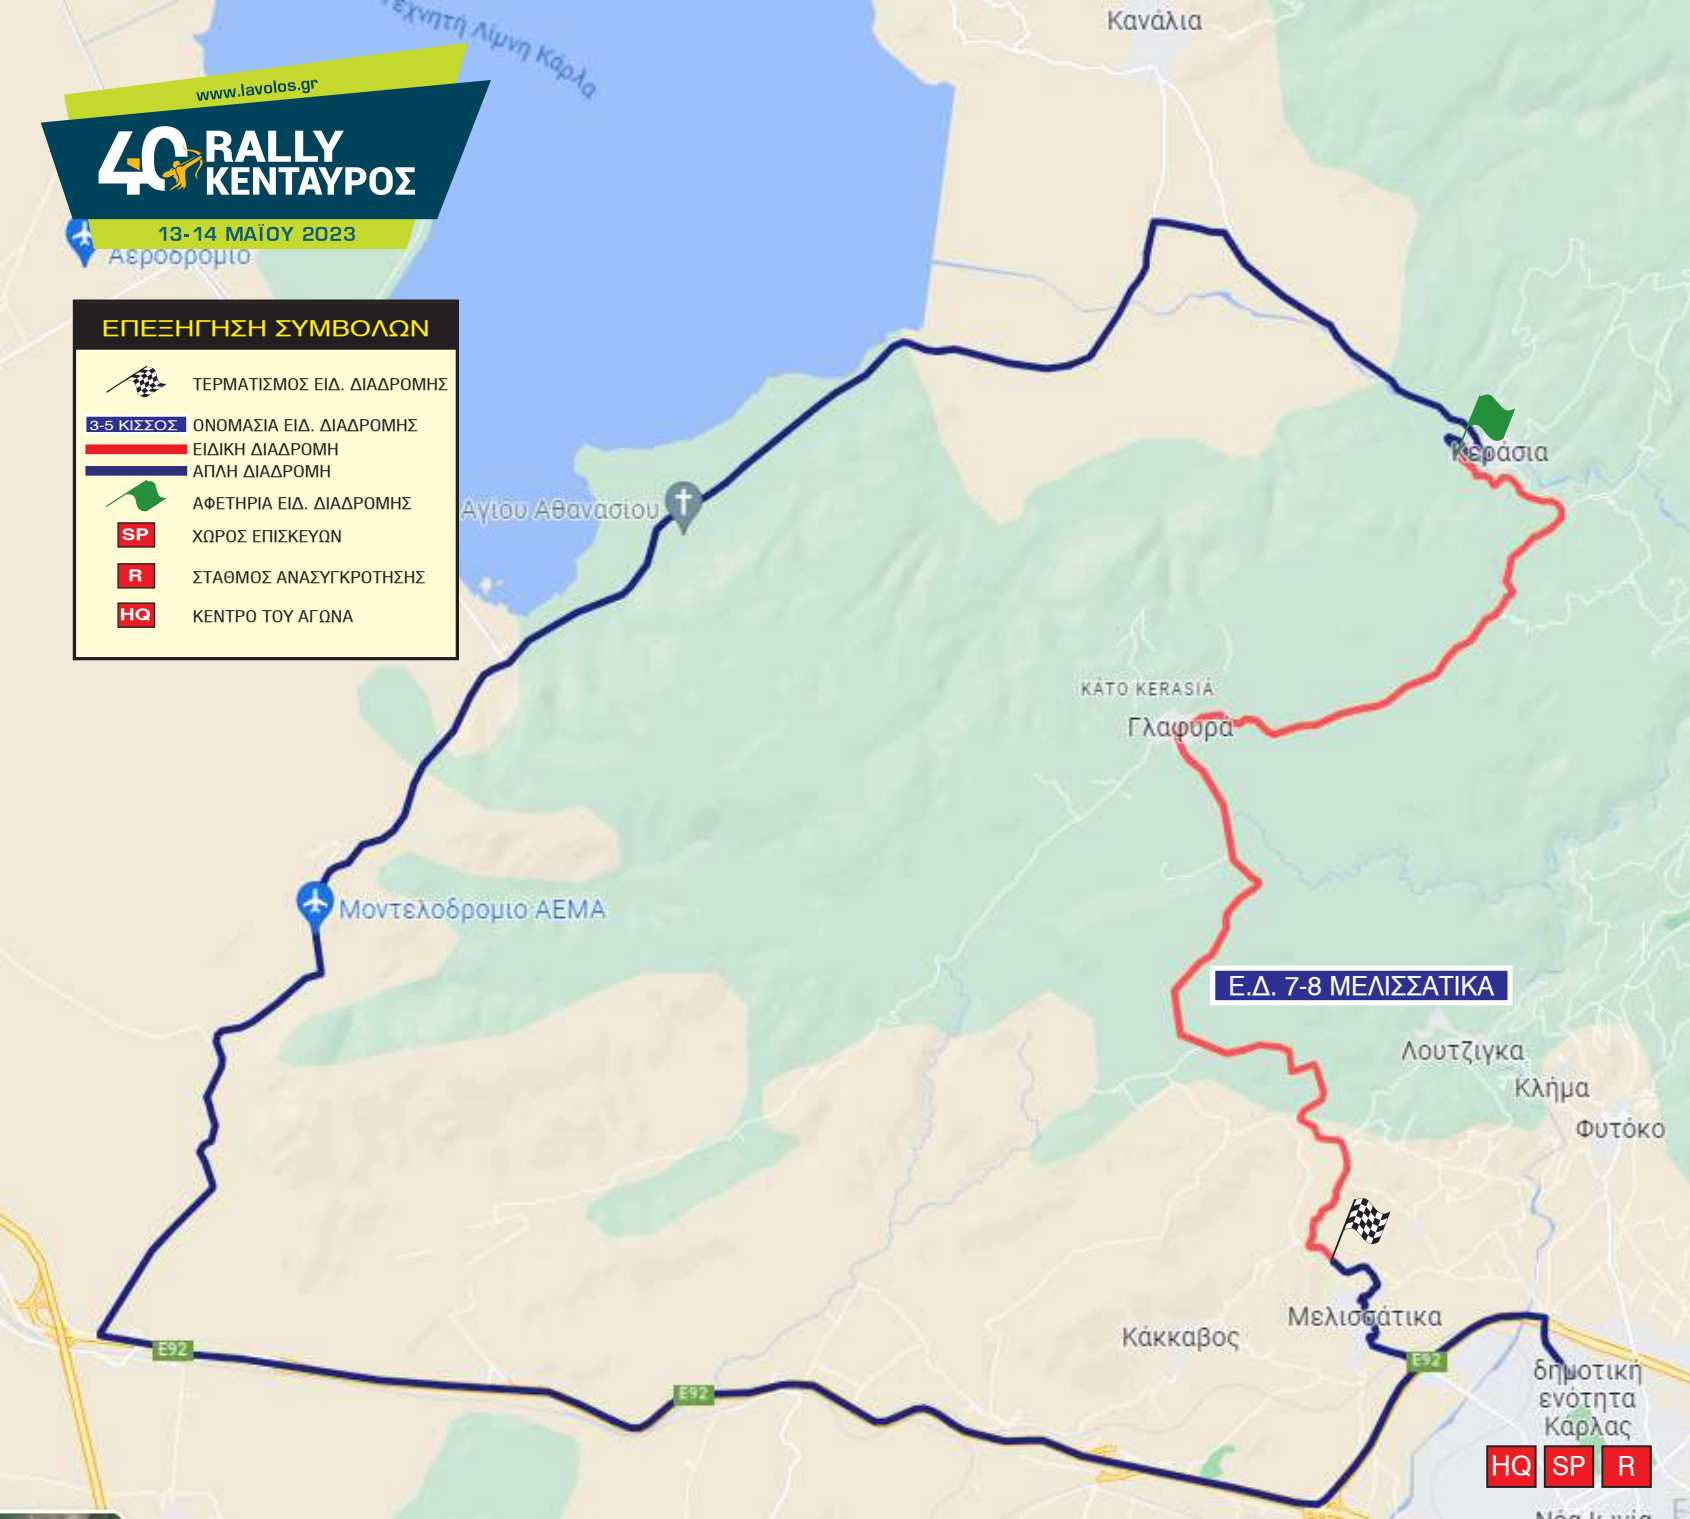 Κανάλια
Τεχνητή Λίμνη Κάρλα
www.lavolos.gr
40 RALLY
ΚΕΝΤΑΥΡΟΣ
13-14 ΜΑΪΟΥ 2023
Αεροδρόμιο
ΕΠΕΞΗΓΗΣΗ ΣΥΜΒΟΛΩΝ
ΤΕΡΜΑΤΙΣΜΟΣ ΕΙΔ. ΔΙΑΔΡΟΜΗΣ
3-5 ΚΙΣΣΟΣ ΟΝΟΜΑΣΙΑ ΕΙΔ. ΔΙΑΔΡΟΜΗΣ
ΕΙΔΙΚΗ ΔΙΑΔΡΟΜΗ
ΑΠΛΗ ΔΙΑΔΡΟΜΗ
ΑΦΕΤΗΡΙΑ ΕΙΔ. ΔΙΑΔΡΟΜΗΣ
SP ΧΩΡΟΣ ΕΠΙΣΚΕΥΩΝ
R ΣΤΑΘΜΟΣ ΑΝΑΣΥΓΚΡΟΤΗΣΗΣ
HQ ΚΕΝΤΡΟ ΤΟΥ ΑΓΩΝΑ
Κεράσια
Αγίου Αθανασίου
KÁTO KERASIÁ
Γλαφυρά
Μοντελοδρομιο ΑΕΜΑ
Ε.Δ. 7-8 ΜΕΛΙΣΣΑΤΙΚΑ
Λουτζιγκα
Κλήμα
Φυτόκο
Μελισσάτικα
Κάκκαβος
E92
E92
E92
δημοτική
ενότητα
Κάρλας
HQ SP R